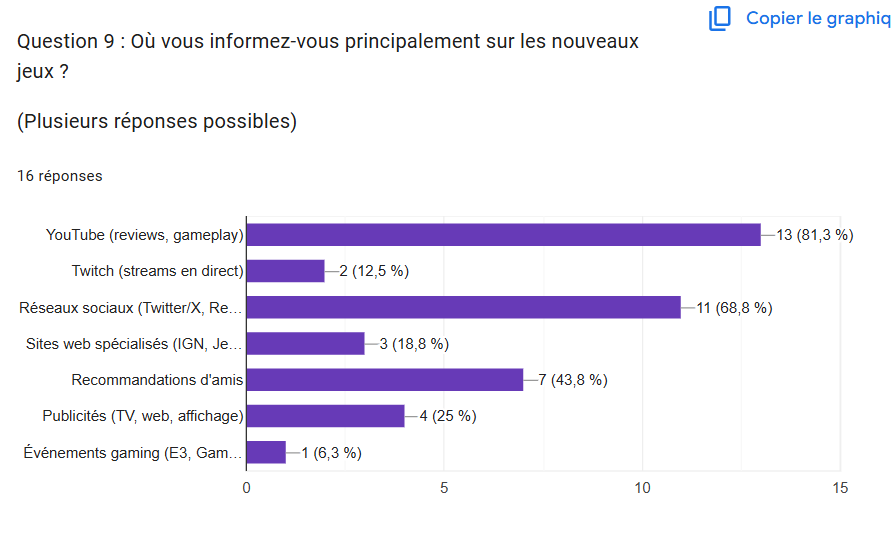 Copier le graphiq
Question 9 : Où vous informez-vous principalement sur les nouveaux
jeux ?
(Plusieurs réponses possibles)
16 réponses
YouTube (reviews, gameplay) 13 (81,3 %)
Twitch (streams en direct) 2 (12,5 %)
Réseaux sociaux (Twitter/X, Re... 11 (68,8 %)
Sites web spécialisés (IGN, Je... 3 (18,8 %)
Recommandations d'amis 7 (43,8 %)
Publicités (TV, web, affichage) 4 (25 %)
Événements gaming (E3, Gam... 1 (6,3 %)
0 5 10 15